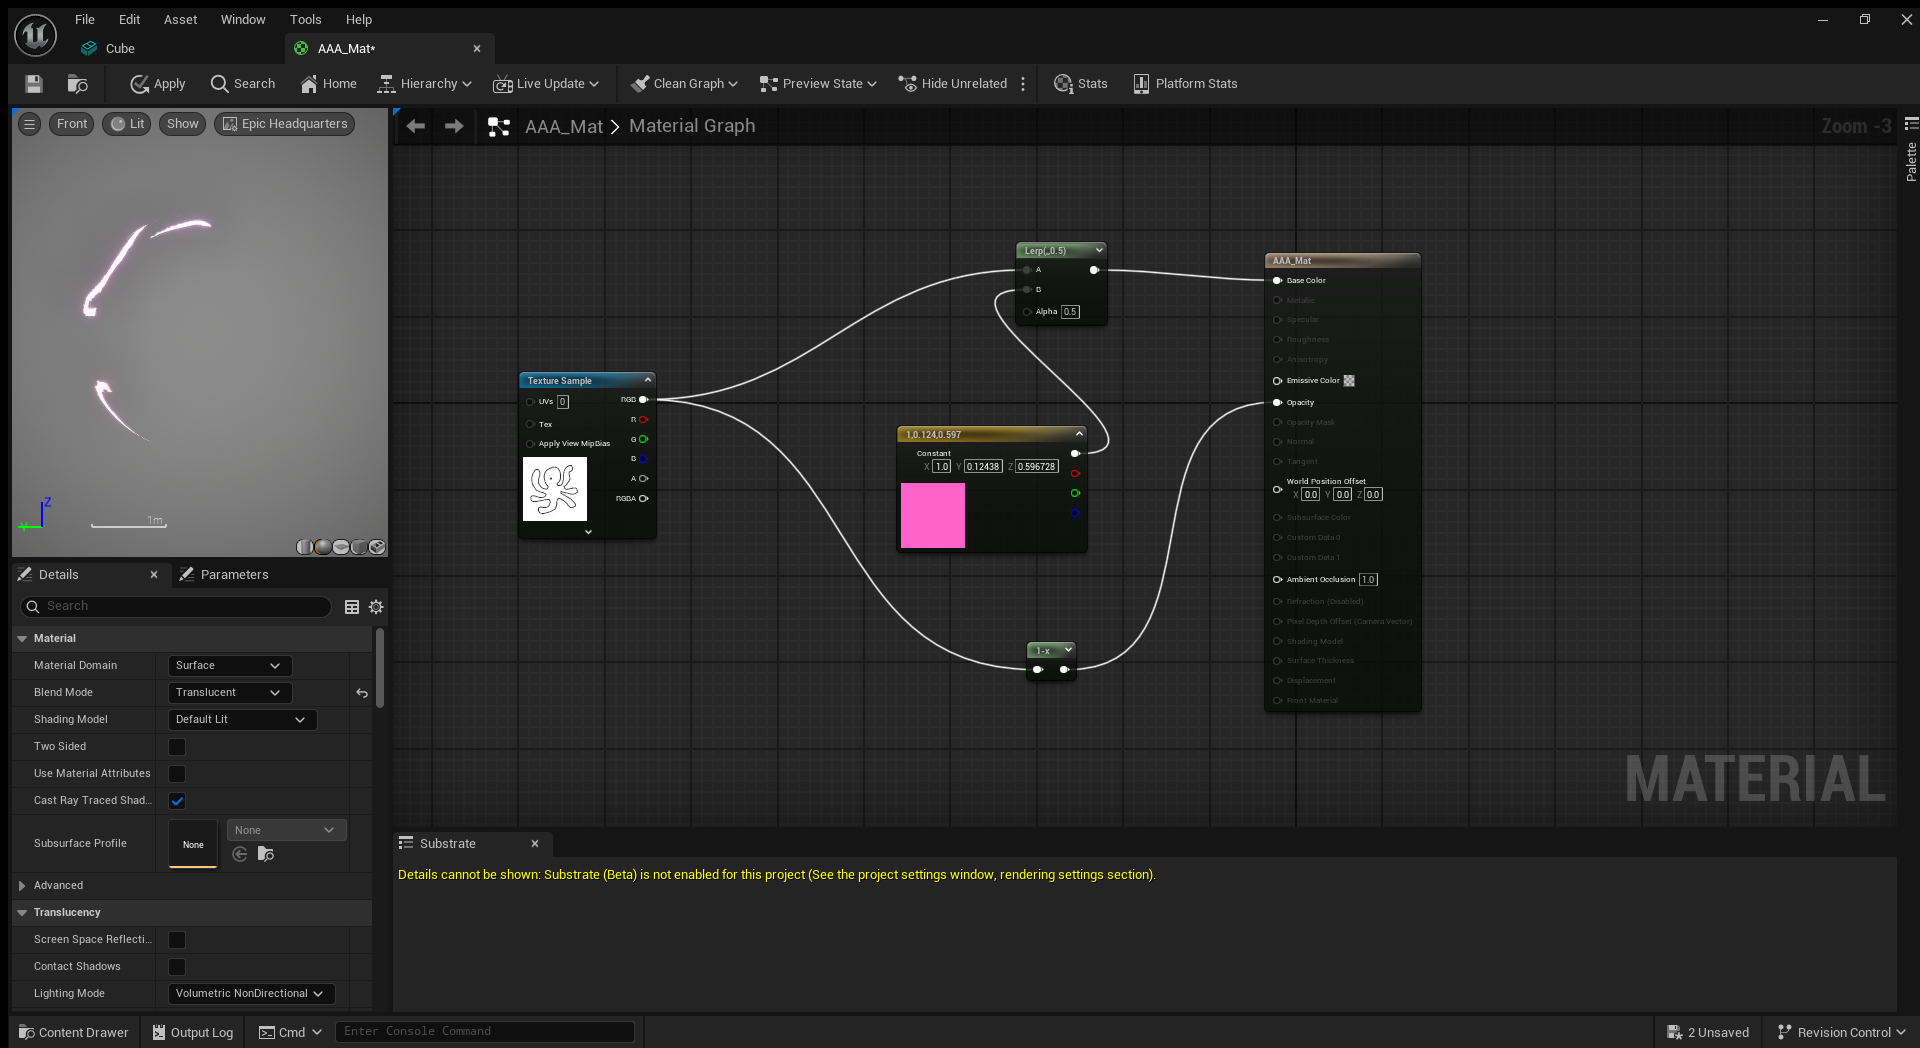 File Edit Asset Window Tools Help
Cube
AAA_Mat*
Apply Search Home Hierarchy Live Update Clean Graph Preview State Hide Unrelated Stats Platform Stats
Front Lit Show Epic Headquarters
AAA_Mat > Material Graph
Zoom -3
Palette
Z
Y
1m
Lerp(,,0.5)
A
B
Alpha 0.5
Texture Sample
UVs 0
Tex
Apply View MipBias
RGB
R
G
B
A
RGBA
1,0.124,0.597
Constant
X 1.0 Y 0.12438 Z 0.596728
1-x
AAA_Mat
Base Color
Metallic
Specular
Roughness
Anisotropy
Emissive Color
Opacity
Opacity Mask
Normal
Tangent
World Position Offset
X 0.0 Y 0.0 Z 0.0
Subsurface Color
Custom Data 0
Custom Data 1
Ambient Occlusion 1.0
Refraction (Disabled)
Pixel Depth Offset (Camera Vector)
Shading Model
Surface Thickness
Displacement
Front Material
MATERIAL
Details Parameters
Search
Material
Material Domain Surface
Blend Mode Translucent
Shading Model Default Lit
Two Sided
Use Material Attributes
Cast Ray Traced Shad...
Subsurface Profile None None
Advanced
Translucency
Screen Space Reflecti...
Contact Shadows
Lighting Mode Volumetric NonDirectional
Substrate
Details cannot be shown: Substrate (Beta) is not enabled for this project (See the project settings window, rendering settings section).
Content Drawer Output Log Cmd Enter Console Command 2 Unsaved Revision Control